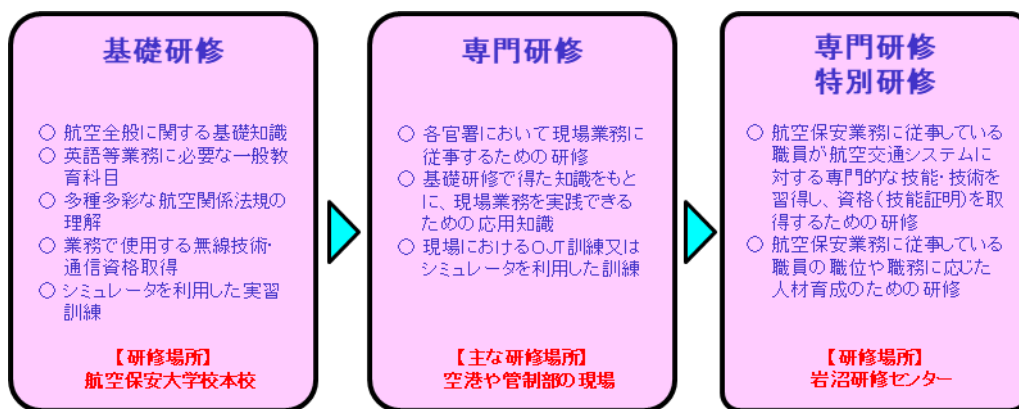 基礎研修
○ 航空全般に関する基礎知識
○ 英語等業務に必要な一般教
育科目
○ 多種多彩な航空関係法規の
理解
○ 業務で使用する無線技術・
通信資格取得
○ シミュレータを利用した実習
訓練
【研修場所】
航空保安大学校本校
専門研修
○ 各官署において現場業務に
従事するための研修
○ 基礎研修で得た知識をもと
に、現場業務を実践できる
ための応用知識
○ 現場におけるOJT訓練又は
シミュレータを利用した訓練
【主な研修場所】
空港や管制部の現場
専門研修
特別研修
○ 航空保安業務に従事している
職員が航空交通システムに
対する専門的な技能・技術を
習得し、資格(技能証明)を取
得するための研修
○ 航空保安業務に従事している
職員の職位や職務に応じた
人材育成のための研修
【研修場所】
岩沼研修センター